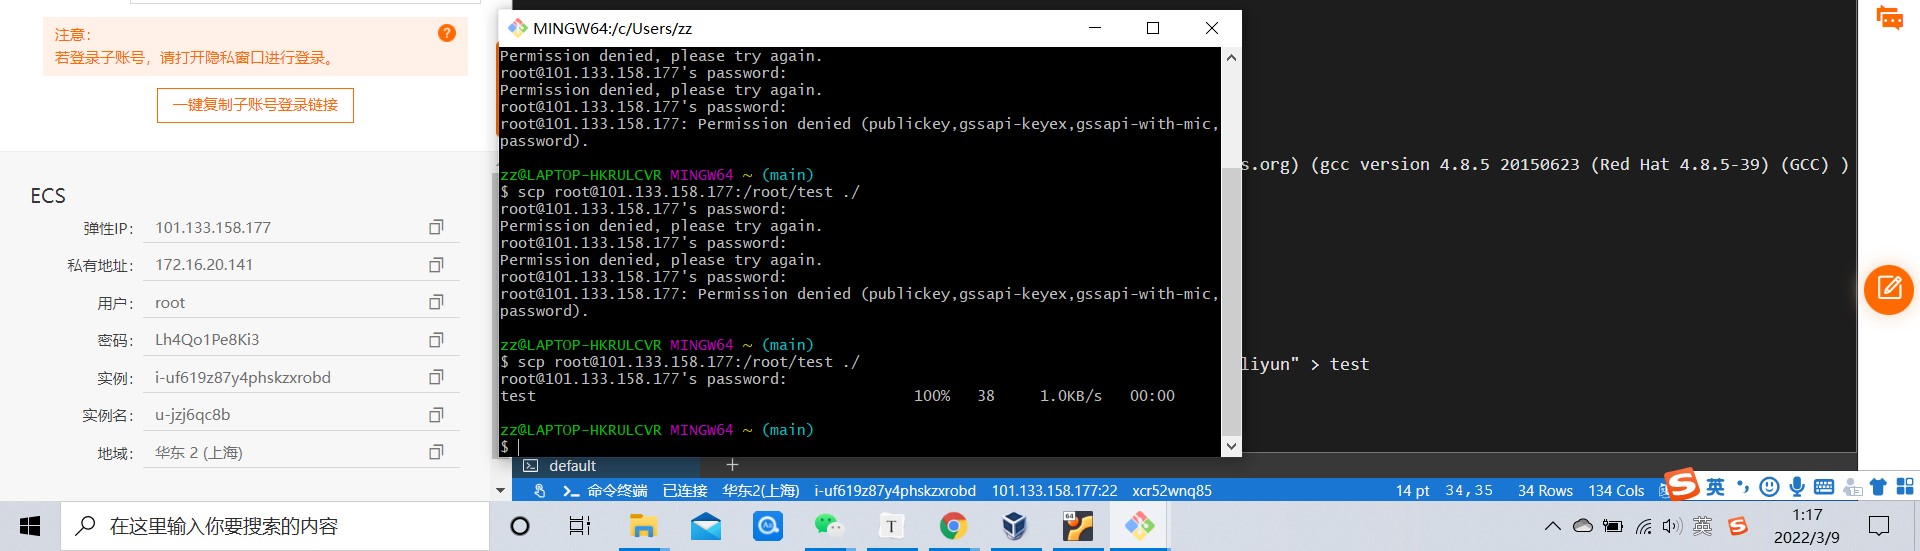 注意：
若登录子账号，请打开隐私窗口进行登录。
?
一键复制子账号登录链接
ECS
弹性IP： 101.133.158.177
私有地址： 172.16.20.141
用户： root
密码： Lh4Qo1Pe8Ki3
实例： i-uf619z87y4phskzxrobd
实例名： u-jzj6qc8b
地域： 华东 2 (上海)
MINGW64:/c/Users/zz
Permission denied, please try again.
root@101.133.158.177's password:
Permission denied, please try again.
root@101.133.158.177's password:
root@101.133.158.177: Permission denied (publickey,gssapi-keyex,gssapi-with-mic,
password).
zz@LAPTOP-HKRULCVR MINGW64 ~ (main)
$ scp root@101.133.158.177:/root/test ./
root@101.133.158.177's password:
Permission denied, please try again.
root@101.133.158.177's password:
Permission denied, please try again.
root@101.133.158.177's password:
root@101.133.158.177: Permission denied (publickey,gssapi-keyex,gssapi-with-mic,
password).
zz@LAPTOP-HKRULCVR MINGW64 ~ (main)
$ scp root@101.133.158.177:/root/test ./
root@101.133.158.177's password:
test 100% 38 1.0KB/s 00:00
zz@LAPTOP-HKRULCVR MINGW64 ~ (main)
$
s.org) (gcc version 4.8.5 20150623 (Red Hat 4.8.5-39) (GCC) )
liyun" > test
default
命令终端 已连接 华东2(上海) i-uf619z87y4phskzxrobd 101.133.158.177:22 xcr52wnq85 14 pt 34,35 34 Rows 134 Cols
英
在这里输入你要搜索的内容
T
64
英
1:17
2022/3/9